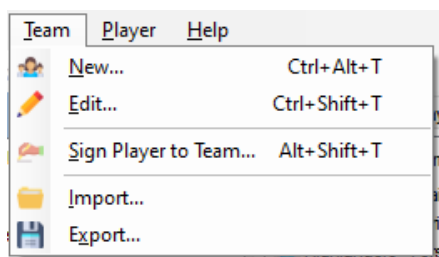 Team Player Help
New... Ctrl+Alt+T
Edit... Ctrl+Shift+T
Sign Player to Team... Alt+Shift+T
Import...
Export...